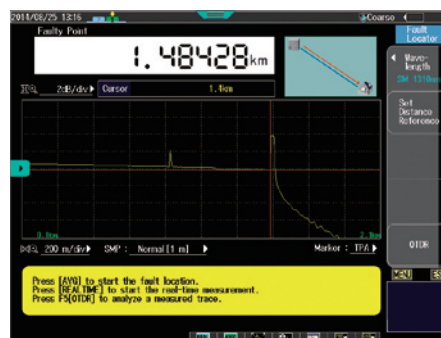 2014/08/25 13:16
Coarso
Faulty Point
Fault
Locator
1.48428km
Wave-
length
SM 1310nm
2dB/div
Cursor
1.4km
Set
Distance
Reference
0.0km
2.1km
200 m/div
SMP : Normal[1 m]
Marker : TPA
OTDR
MENU
ES
Press [AVG] to start the fault location.
Press [REALTIME] to start the real-time measurement.
Press F5[OTDR] to analyze a measured trace.